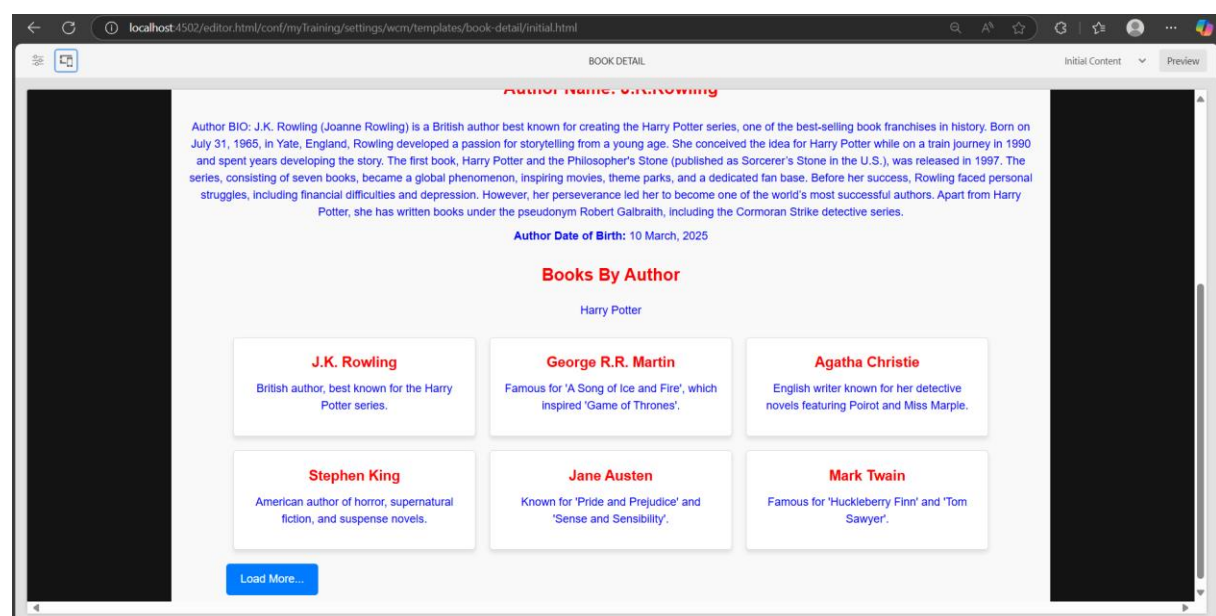 localhost:4502/editor.html/conf/myTraining/settings/wcm/templates/book-detail/initial.html
BOOK DETAIL
Initial Content
Preview
Author Name: J.K.Rowling
Author BIO: J.K. Rowling (Joanne Rowling) is a British author best known for creating the Harry Potter series, one of the best-selling book franchises in history. Born on
July 31, 1965, in Yate, England, Rowling developed a passion for storytelling from a young age. She conceived the idea for Harry Potter while on a train journey in 1990
and spent years developing the story. The first book, Harry Potter and the Philosopher's Stone (published as Sorcerer's Stone in the U.S.), was released in 1997. The
series, consisting of seven books, became a global phenomenon, inspiring movies, theme parks, and a dedicated fan base. Before her success, Rowling faced personal
struggles, including financial difficulties and depression. However, her perseverance led her to become one of the world's most successful authors. Apart from Harry
Potter, she has written books under the pseudonym Robert Galbraith, including the Cormoran Strike detective series.
Author Date of Birth: 10 March, 2025
Books By Author
Harry Potter
J.K. Rowling
British author, best known for the Harry
Potter series.
George R.R. Martin
Famous for 'A Song of Ice and Fire', which
inspired 'Game of Thrones'.
Agatha Christie
English writer known for her detective
novels featuring Poirot and Miss Marple.
Stephen King
American author of horror, supernatural
fiction, and suspense novels.
Jane Austen
Known for 'Pride and Prejudice' and
'Sense and Sensibility'.
Mark Twain
Famous for 'Huckleberry Finn' and 'Tom
Sawyer'.
Load More...